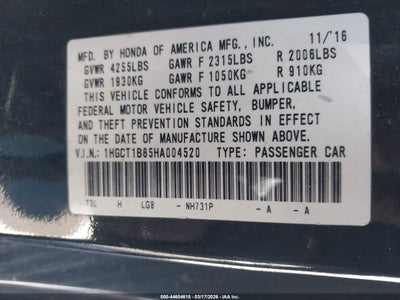 MFD. BY HONDA OF AMERICA MFG., INC. 11/'16
GVWR 4255LBS GAWR F 2315LBS R 2006LBS
GVWR 1930KG GAWR F 1050KG R 910KG
THIS VEHICLE CONFORMS TO ALL APPLICABLE
FEDERAL MOTOR VEHICLE SAFETY, BUMPER,
AND THEFT PREVENTION STANDARDS IN EFFECT
ON THE DATE OF MANUFACTURE SHOWN ABOVE.
V.I.N.: 1HGCT1B85HA004520 TYPE: PASSENGER CAR
T3L H LG8 - NH731P - A - A
000-44604618 - 03/17/2026 - IAA Inc.